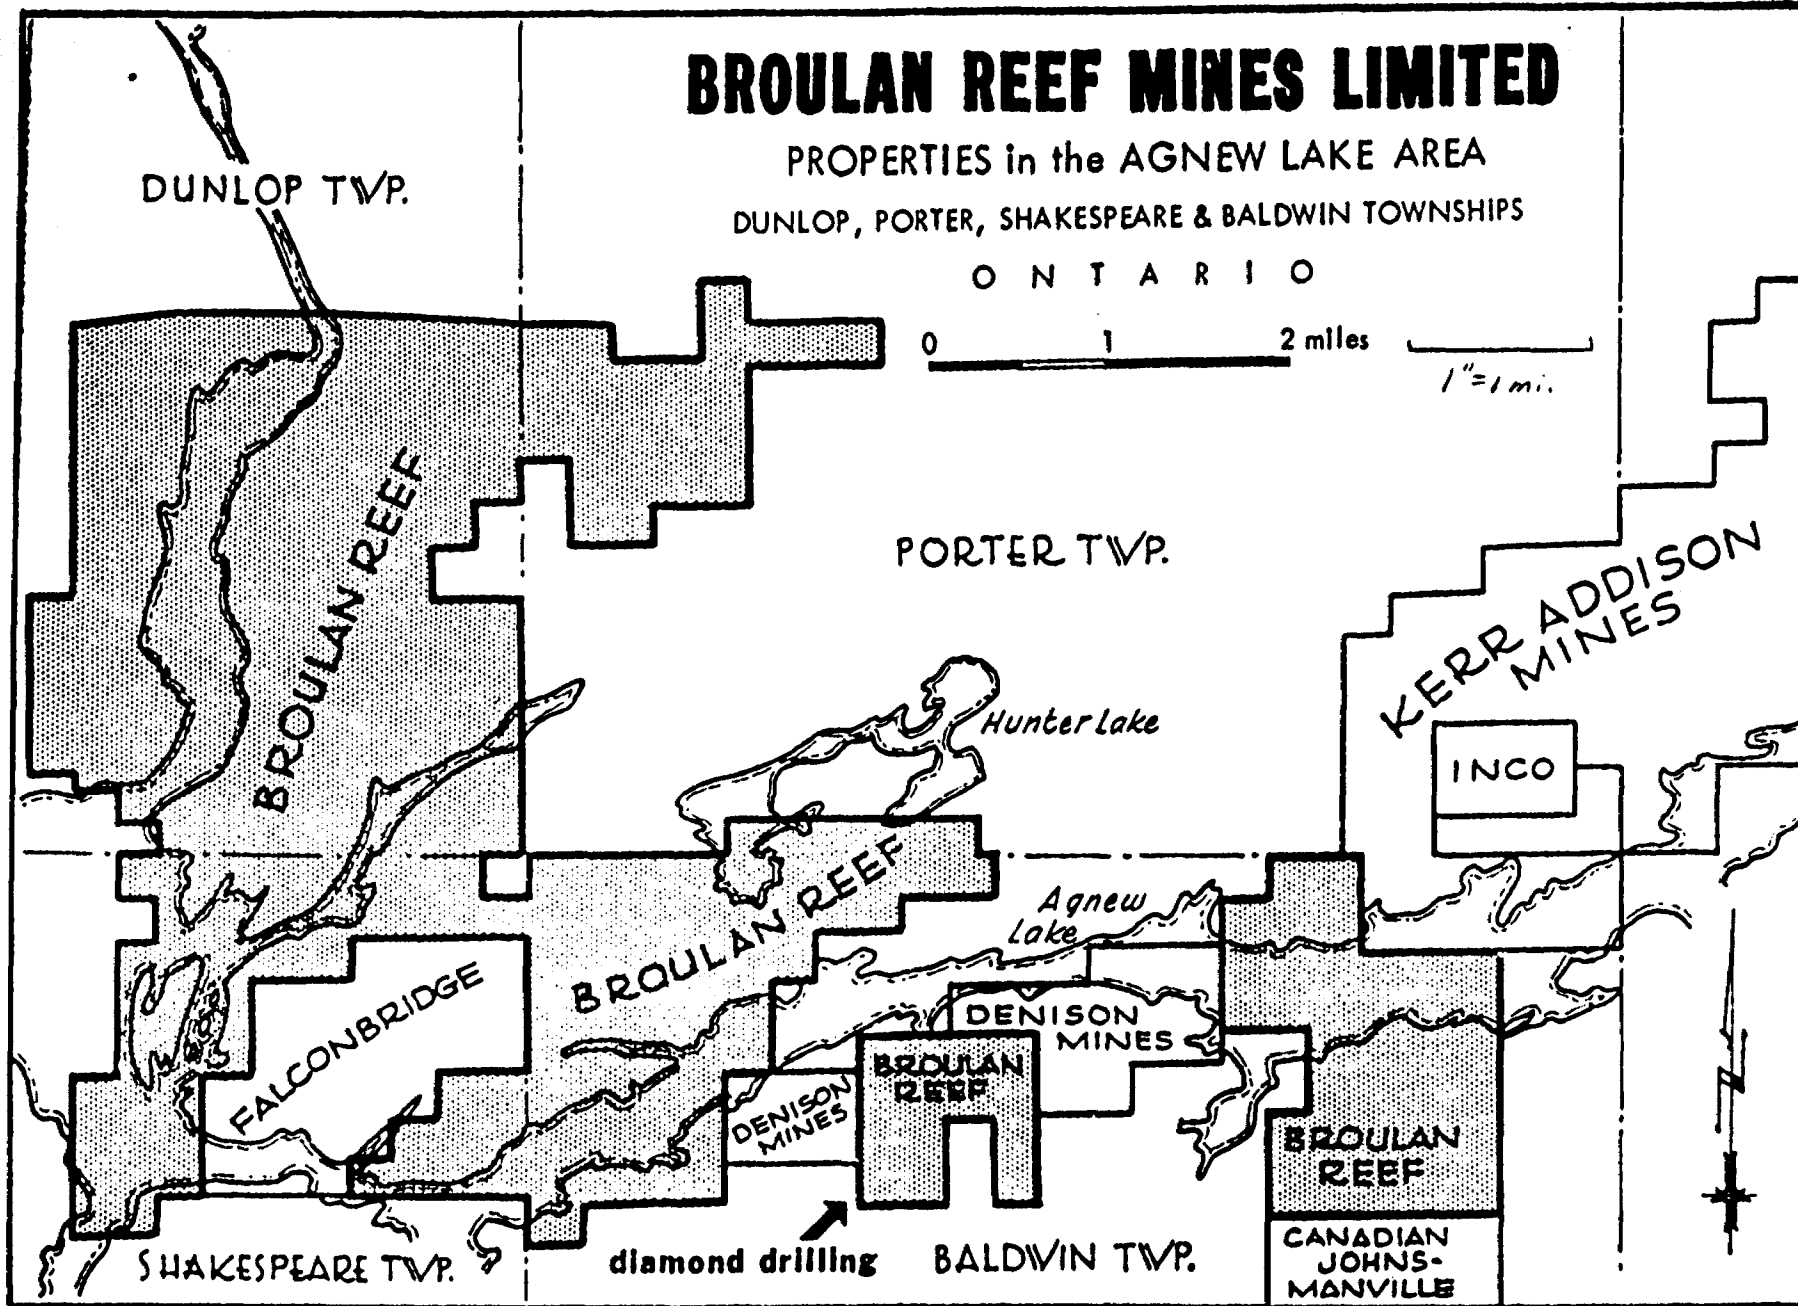 BROULAN REEF MINES LIMITED
PROPERTIES in the AGNEW LAKE AREA
DUNLOP, PORTER, SHAKESPEARE & BALDWIN TOWNSHIPS
ONTARIO
0 1 2 miles
1"=1 mi.
DUNLOP TWP.
BROULAN REEF
PORTER TWP.
KERR ADDISON
MINES
INCO
Hunter Lake
BROULAN REEF
Agnew
Lake
FALCONBRIDGE
DENISON
MINES
BROULAN
REEF
DENISON
MINES
BROULAN
REEF
SHAKESPEARE TWP.
diamond drilling
BALDWIN TWP.
CANADIAN
JOHNS-
MANVILLE
N